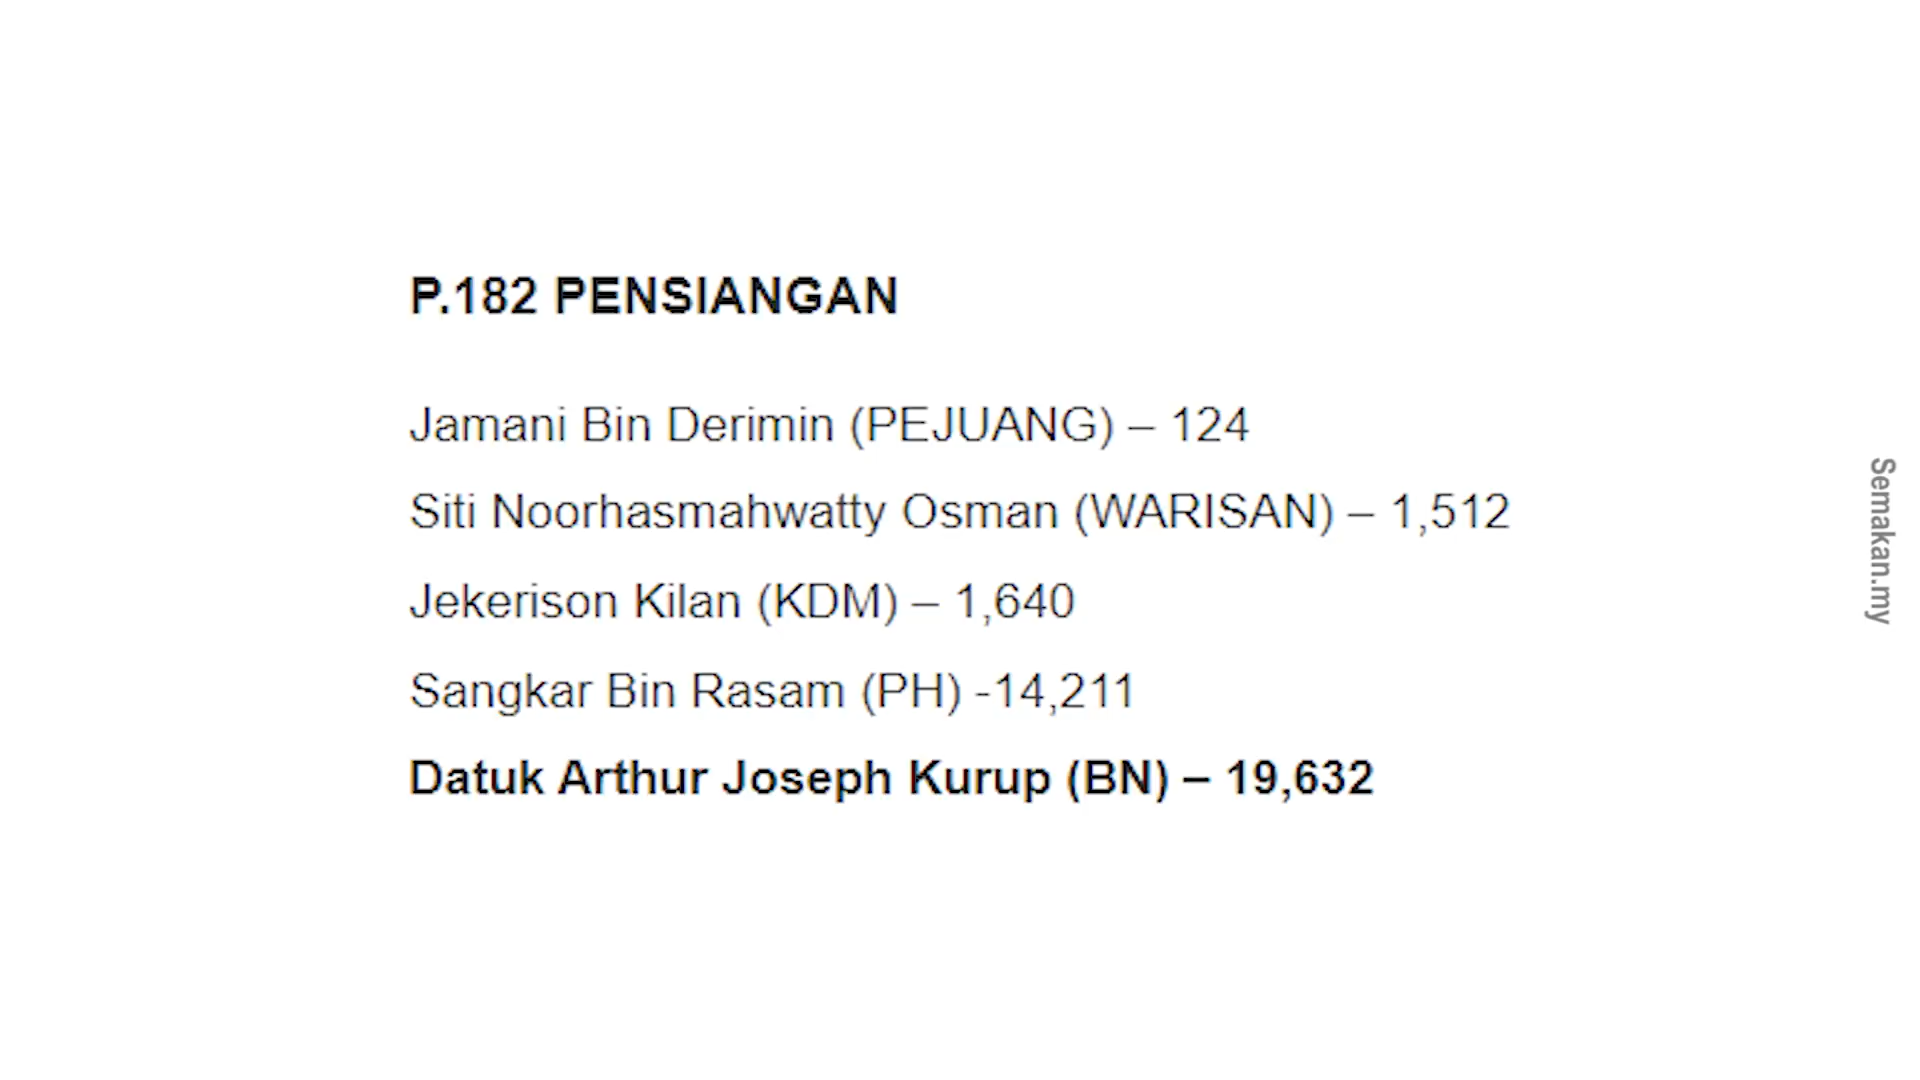 P.182 PENSIANGAN
Jamani Bin Derimin (PEJUANG) – 124
Siti Noorhasmahwatty Osman (WARISAN) – 1,512
Jekerison Kilan (KDM) – 1,640
Sangkar Bin Rasam (PH) -14,211
Datuk Arthur Joseph Kurup (BN) – 19,632
Semakan.my